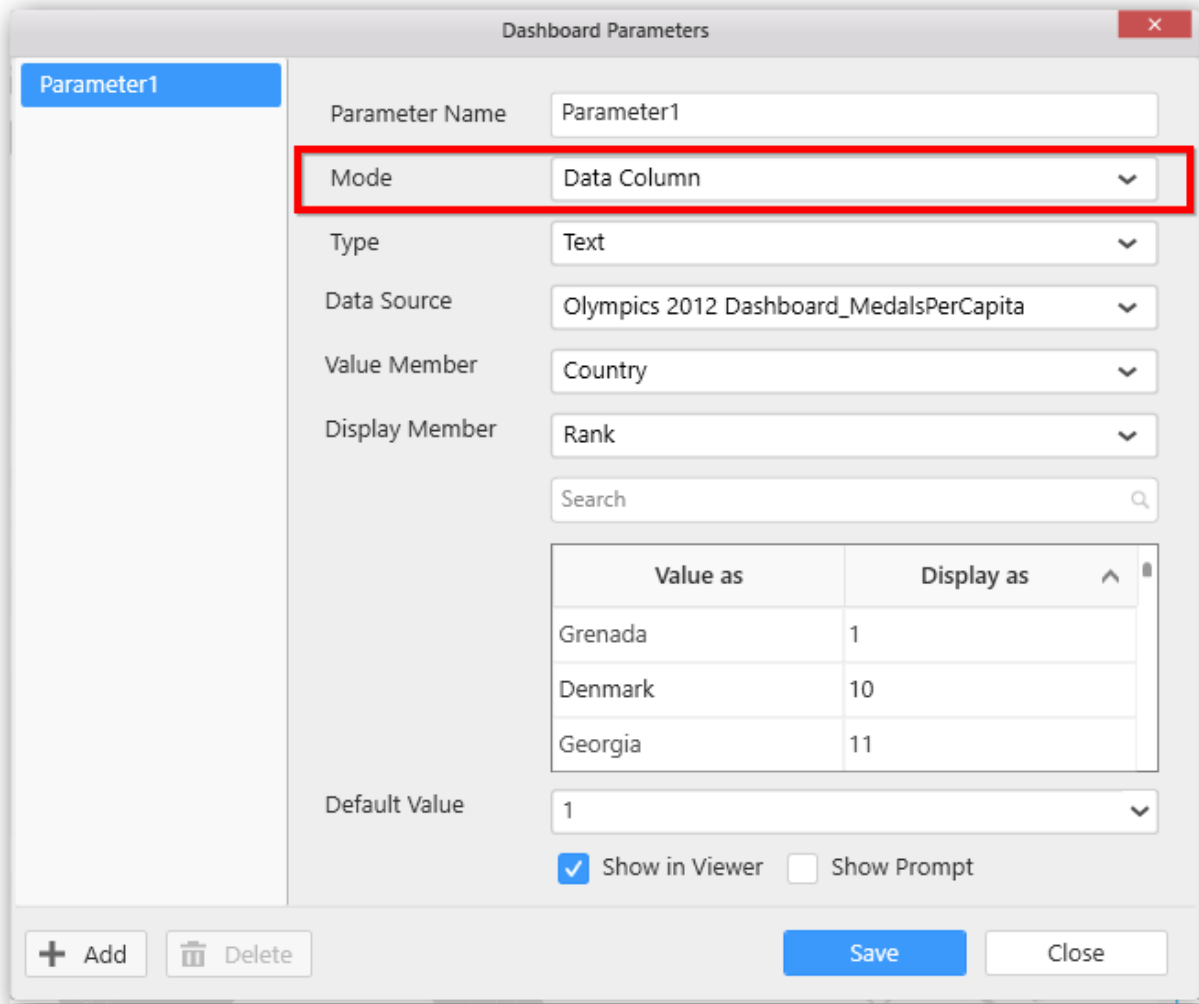 Dashboard Parameters
Parameter1
Parameter Name Parameter1
Mode Data Column
Type Text
Data Source Olympics 2012 Dashboard_MedalsPerCapita
Value Member Country
Display Member Rank
Search
Value as Display as
Grenada 1
Denmark 10
Georgia 11
Default Value 1
Show in Viewer Show Prompt
Add Delete Save Close